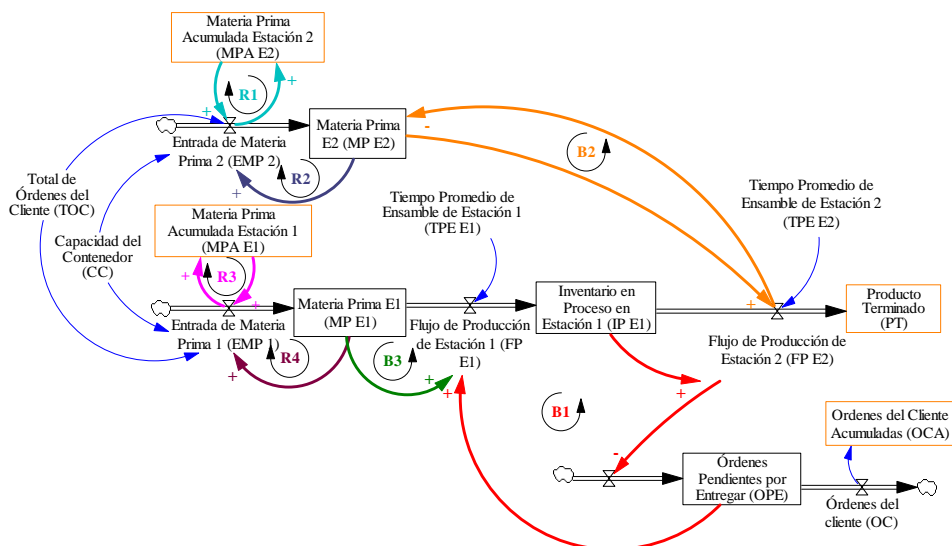 Materia Prima
Acumulada Estación 2
(MPA E2)
+
R1
+
Materia Prima
E2 (MP E2)
-
Entrada de Materia
Prima 2 (EMP 2)
R2
+
B2
Total de
Órdenes del
Cliente (TOC)
Capacidad del
Contenedor
(CC)
Materia Prima
Acumulada Estación 1
(MPA E1)
Tiempo Promedio de
Ensamble de Estación 1
(TPE E1)
Tiempo Promedio de
Ensamble de Estación 2
(TPE E2)
+
R3
+
Materia Prima E1
(MP E1)
Inventario en
Proceso en
Estación 1 (IP E1)
+
Producto
Terminado
(PT)
Entrada de Materia
Prima 1 (EMP 1)
R4
+
B3
Flujo de Producción
de Estación 1 (FP
E1)
+
+
Flujo de Producción de
Estación 2 (FP E2)
+
B1
Ordenes del Cliente
Acumuladas (OCA)
-
Órdenes
Pendientes por
Entregar (OPE)
Órdenes del
cliente (OC)